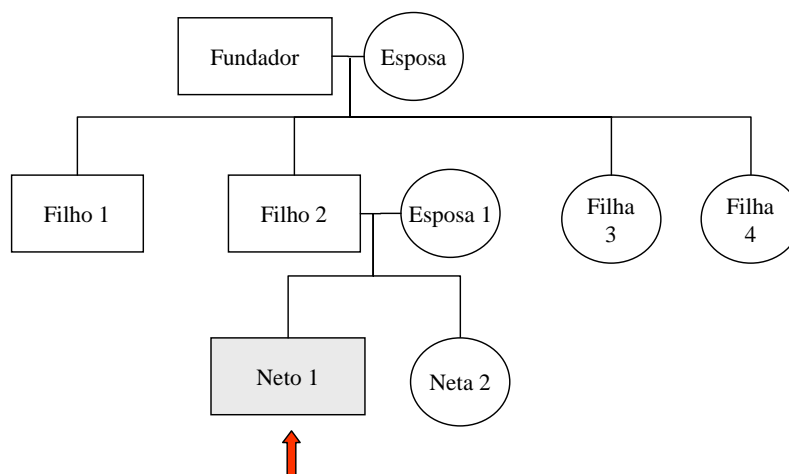 Fundador
Esposa
Filho 1
Filho 2
Esposa 1
Filha
3
Filha
4
Neto 1
Neta 2